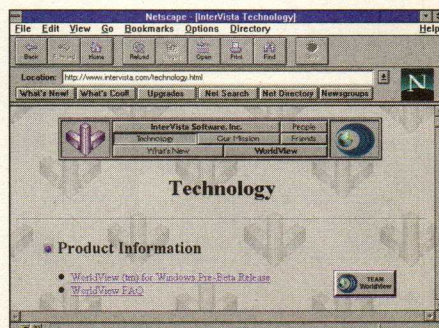 Netscape - [InterVista Technology]
File Edit View Go Bookmarks Options Directory Help
Back Home Reload Open Print Find
Location: http://www.intervista.com/technology.html
What's New! What's Cool! Upgrades Net Search Net Directory Newsgroups
N
InterVista Software, Inc. People
Technology Our Mission Friends
What's New WorldView
Technology
Product Information
WorldView (tm) for Windows Pre-Beta Release
WorldView FAQ
TEAM
WorldView